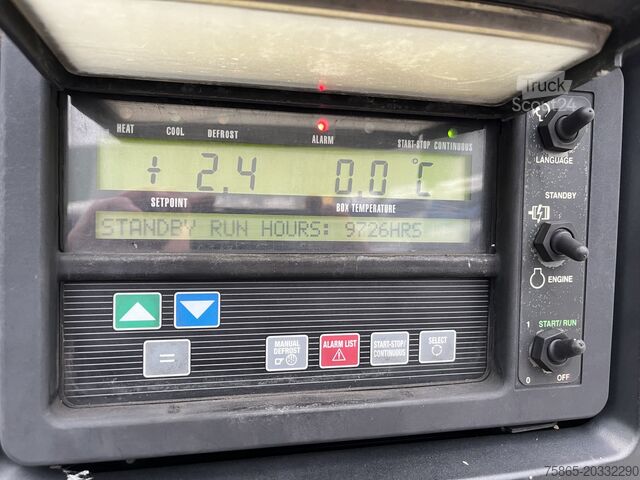 Truck
Scout24
HEAT COOL DEFROST ALARM START-STOP CONTINUOUS
+ 2.4 0.0 °C
SETPOINT BOX TEMPERATURE
STANDBY RUN HOURS: 9726HRS
LANGUAGE
STANDBY
ENGINE
1 START/RUN
0 OFF
=
MANUAL
DEFROST
ALARM LIST
START-STOP/
CONTINUOUS
SELECT
75865-20332290